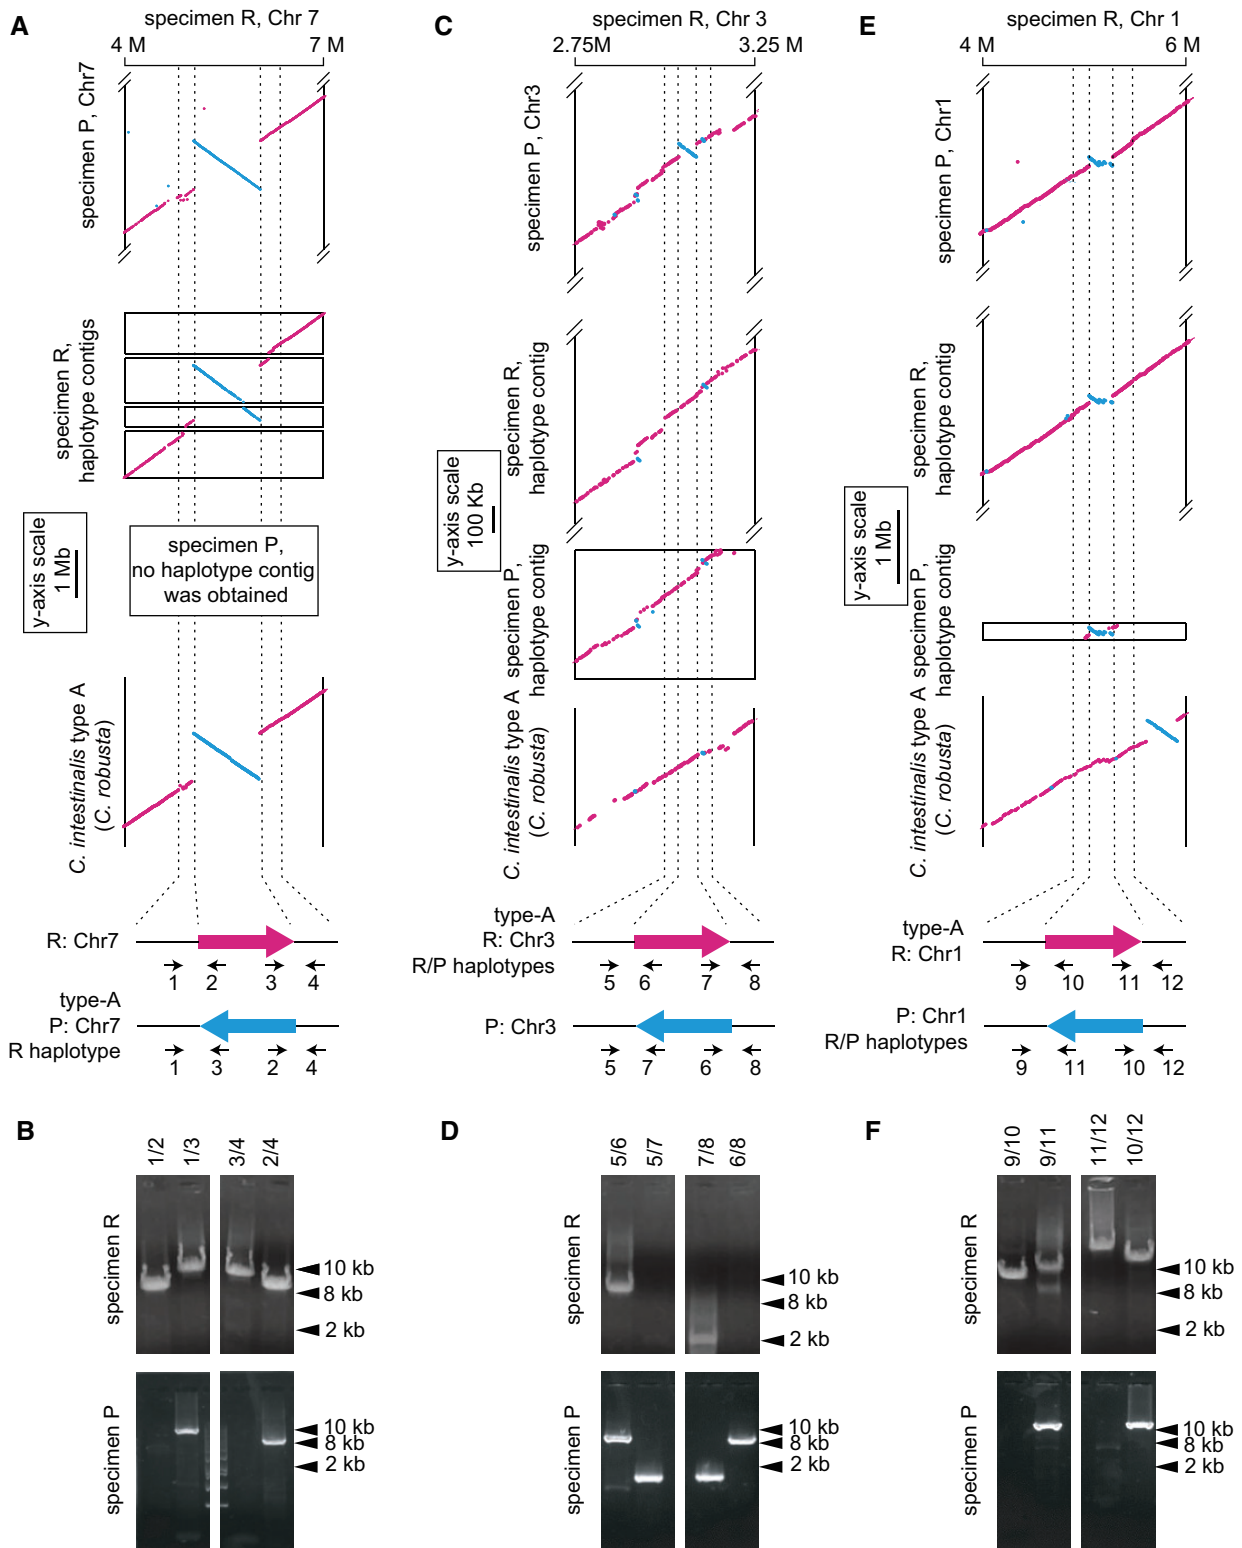 A
specimen R, Chr 7
4 M
7 M
specimen P, Chr7
specimen R,
haplotype contigs
y-axis scale
1 Mb
specimen P,
no haplotype contig
was obtained
C. intestinalis type A
(C. robusta)
R: Chr7
1 2 3 4
type-A
P: Chr7
R haplotype
1 3 2 4
C
specimen R, Chr 3
2.75M
3.25 M
specimen P, Chr3
specimen R,
haplotype contig
y-axis scale
100 Kb
specimen P,
haplotype contig
C. intestinalis type A
(C. robusta)
type-A
R: Chr3
R/P haplotypes
5 6 7 8
P: Chr3
5 7 6 8
E
specimen R, Chr 1
4 M
6 M
specimen P, Chr1
specimen R,
haplotype contig
y-axis scale
1 Mb
specimen P,
haplotype contig
C. intestinalis type A
(C. robusta)
type-A
R: Chr1
9 10 11 12
P: Chr1
R/P haplotypes
9 11 10 12
B
1/2 1/3 3/4 2/4
specimen R
10 kb
8 kb
2 kb
specimen P
10 kb
8 kb
2 kb
D
5/6 5/7 7/8 6/8
specimen R
10 kb
8 kb
2 kb
specimen P
10 kb
8 kb
2 kb
F
9/10 9/11 11/12 10/12
specimen R
10 kb
8 kb
2 kb
specimen P
10 kb
8 kb
2 kb